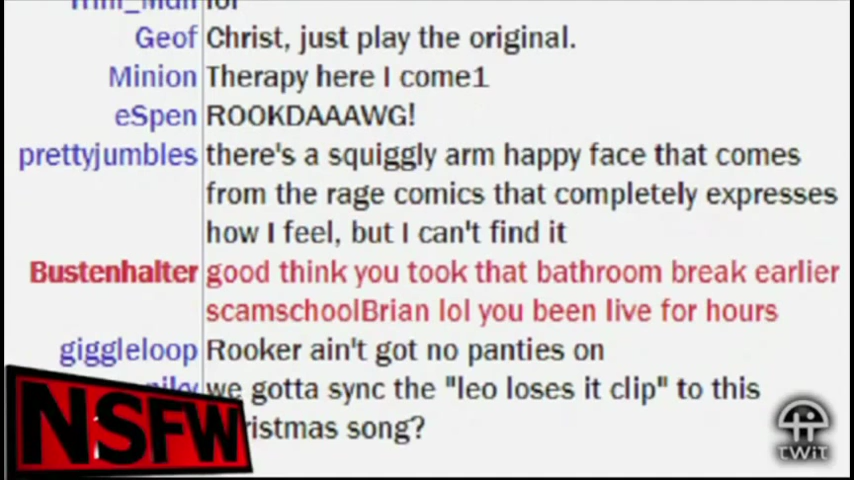 Geof Christ, just play the original.
Minion Therapy here I come1
eSpen ROOKDAAAWG!
prettyjumbles there's a squiggly arm happy face that comes
from the rage comics that completely expresses
how I feel, but I can't find it
Bustenhalter good think you took that bathroom break earlier
scamschoolBrian lol you been live for hours
giggleloop Rooker ain't got no panties on
we gotta sync the "leo loses it clip" to this
ristmas song?
NSFW
TWiT